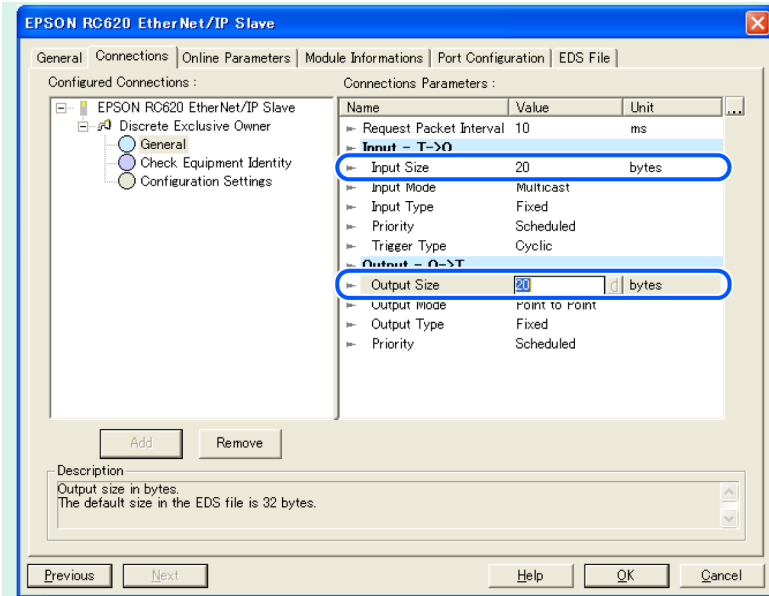 EPSON RC620 EtherNet/IP Slave
General Connections Online Parameters Module Informations Port Configuration EDS File
Configured Connections :
Connections Parameters :
EPSON RC620 EtherNet/IP Slave
Discrete Exclusive Owner
General
Check Equipment Identity
Configuration Settings
Name Value Unit ...
Request Packet Interval 10 ms
Input - T->O
Input Size 20 bytes
Input Mode Multicast
Input Type Fixed
Priority Scheduled
Trigger Type Cyclic
Output - O->T
Output Size 20 d bytes
Output Mode Point to Point
Output Type Fixed
Priority Scheduled
Add Remove
Description
Output size in bytes.
The default size in the EDS file is 32 bytes.
Previous Next Help OK Cancel